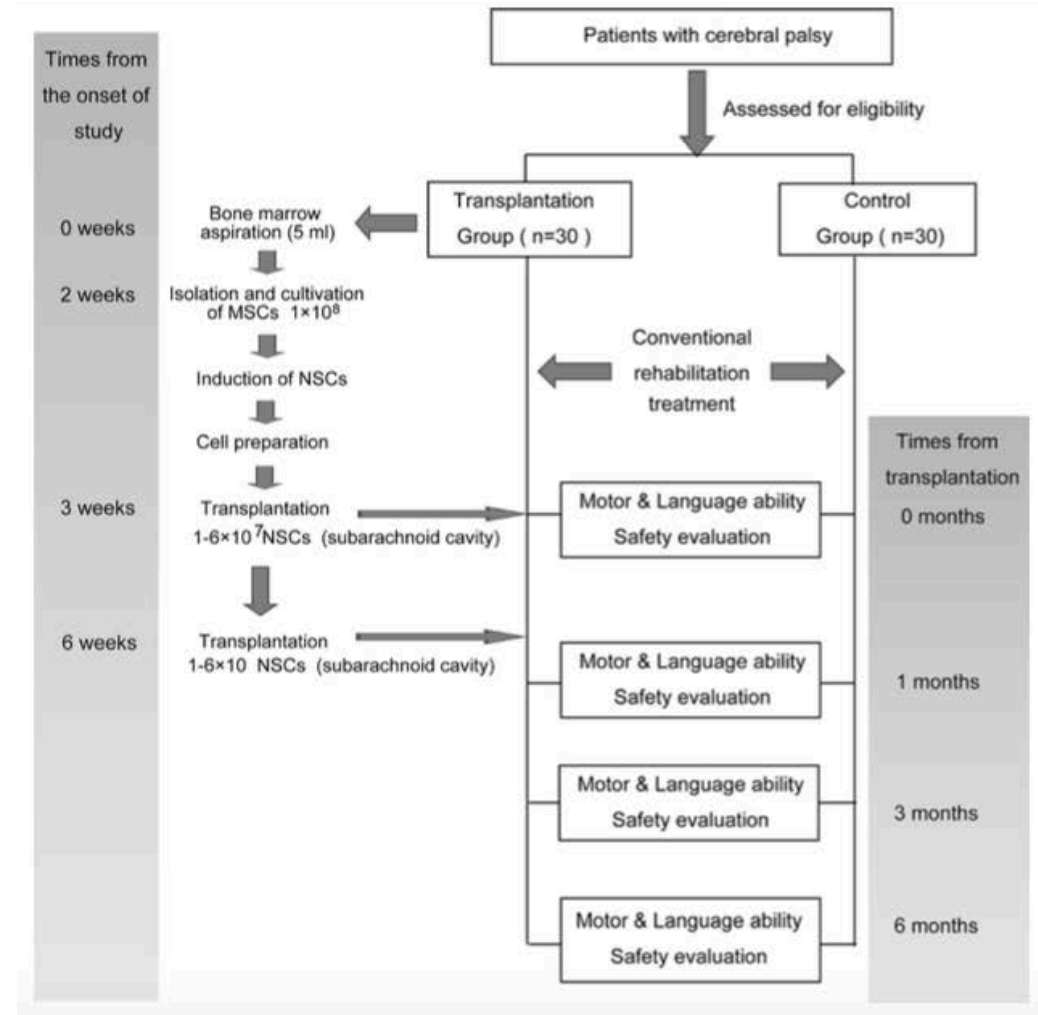 Patients with cerebral palsy
Assessed for eligibility
Times from
the onset of
study
0 weeks
2 weeks
3 weeks
6 weeks
Transplantation
Group ( n=30 )
Control
Group ( n=30)
Bone marrow
aspiration (5 ml)
Isolation and cultivation
of MSCs 1×10⁸
Induction of NSCs
Cell preparation
Transplantation
1-6×10⁷NSCs (subarachnoid cavity)
Transplantation
1-6×10 NSCs (subarachnoid cavity)
Conventional
rehabilitation
treatment
Motor & Language ability
Safety evaluation
Motor & Language ability
Safety evaluation
Motor & Language ability
Safety evaluation
Motor & Language ability
Safety evaluation
Times from
transplantation
0 months
1 months
3 months
6 months